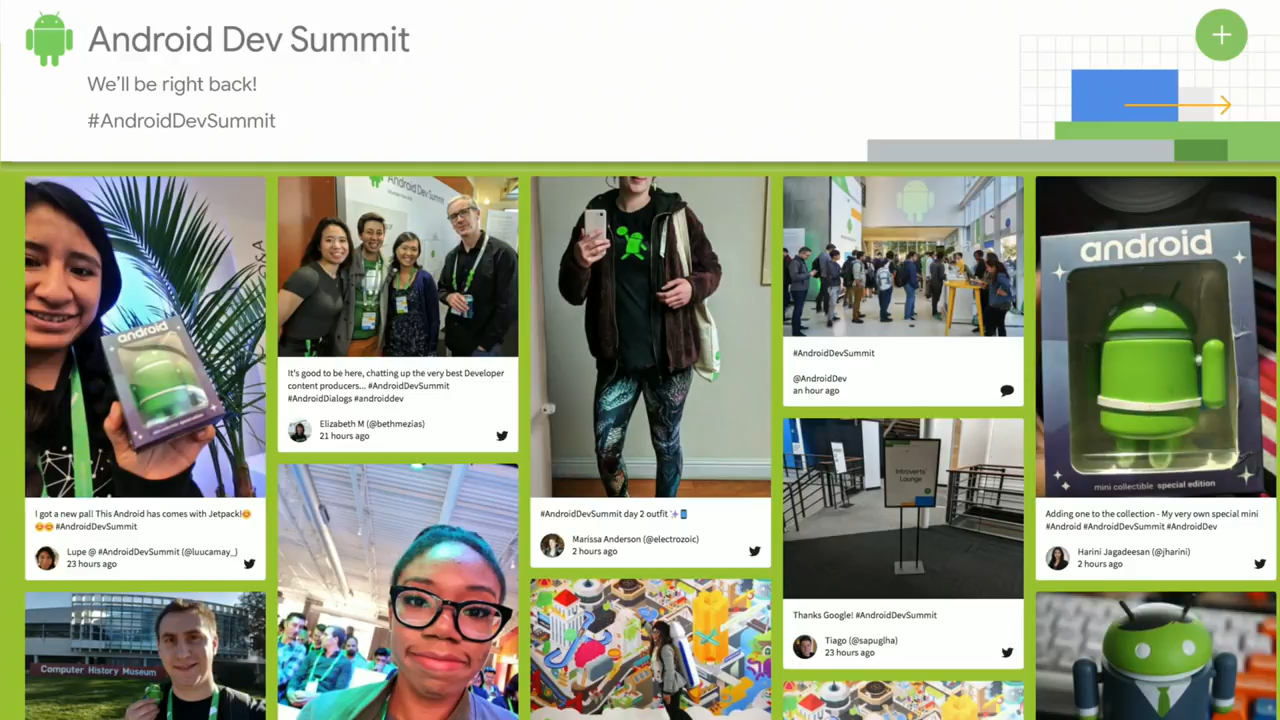 Android Dev Summit
We'll be right back!
#AndroidDevSummit
android
I got a new pal! This Android has comes with Jetpack!😊
😊😊 #AndroidDevSummit
Lupe @ #AndroidDevSummit (@luucamay_)
23 hours ago
Computer History Museum
Android Dev Summit
It's good to be here, chatting up the very best Developer
content producers... #AndroidDevSummit
#AndroidDialogs #androiddev
Elizabeth M (@bethmezias)
21 hours ago
#AndroidDevSummit day 2 outfit ✨📱
Marissa Anderson (@electrozoic)
2 hours ago
#AndroidDevSummit
@AndroidDev
an hour ago
Introverts'
Lounge
Thanks Google! #AndroidDevSummit
Tiago (@sapuglha)
23 hours ago
android
mini collectible special edition
Adding one to the collection - My very own special mini
#Android #AndroidDevSummit #AndroidDev
Harini Jagadeesan (@jharini)
2 hours ago